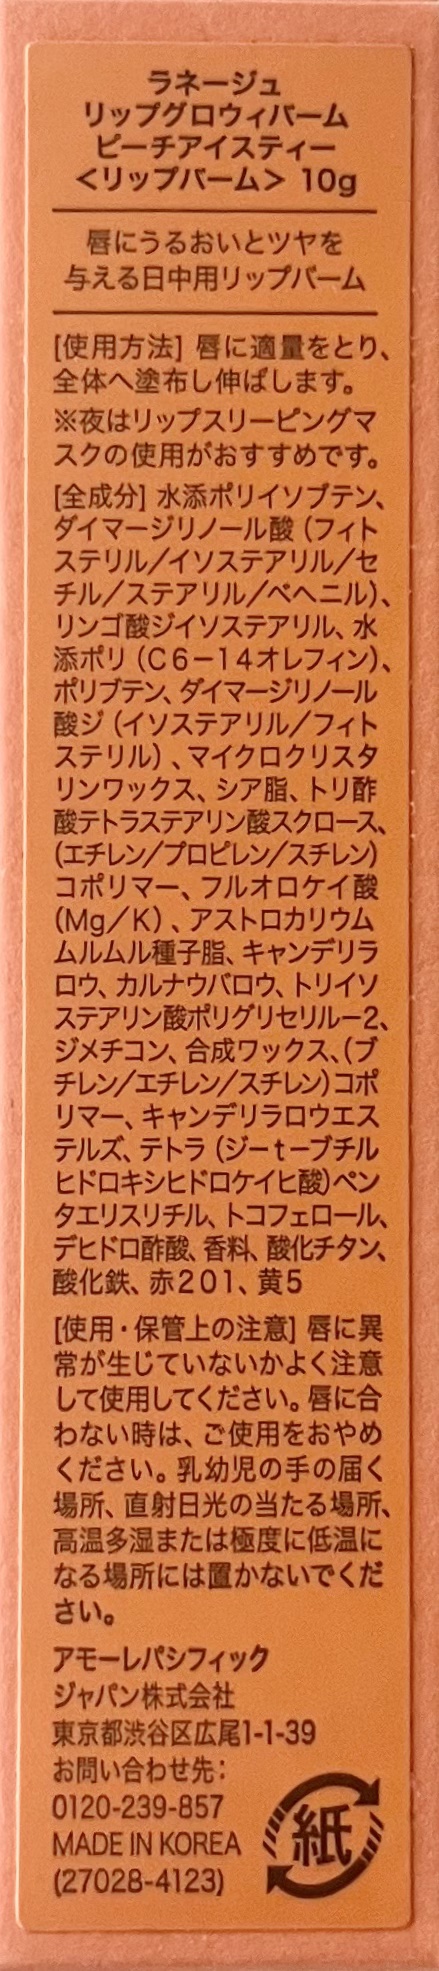 ラネージュ
リップグロウィバーム
ピーチアイスティー
＜リップバーム＞ 10g
唇にうるおいとツヤを
与える日中用リップバーム
[使用方法] 唇に適量をとり、
全体へ塗布し伸ばします。
※夜はリップスリーピングマ
スクの使用がおすすめです。
[全成分] 水添ポリイソブテン、
ダイマージリノール酸（フィト
ステリル／イソステアリル／セ
チル／ステアリル／ベヘニル）、
リンゴ酸ジイソステアリル、水
添ポリ（C６－１４オレフィン）、
ポリブテン、ダイマージリノール
酸ジ（イソステアリル／フィト
ステリル）、マイクロクリスタ
リンワックス、シア脂、トリ酢
酸テトラステアリン酸スクロース、
（エチレン／プロピレン／スチレン）
コポリマー、フルオロケイ酸
（Mg／K）、アストロカリウム
ムルムル種子脂、キャンデリラ
ロウ、カルナウバロウ、トリイソ
ステアリン酸ポリグリセリル－2、
ジメチコン、合成ワックス、（ブ
チレン／エチレン／スチレン）コポ
リマー、キャンデリラロウエス
テルズ、テトラ（ジ－ｔ－ブチル
ヒドロキシヒドロケイヒ酸）ペン
タエリスリチル、トコフェロール、
デヒドロ酢酸、香料、酸化チタン、
酸化鉄、赤２０１、黄５
[使用・保管上の注意] 唇に異
常が生じていないかよく注意
して使用してください。唇に合
わない時は、ご使用をおやめ
ください。乳幼児の手の届く
場所、直射日光の当たる場所、
高温多湿または極度に低温に
なる場所には置かないでくだ
さい。
アモーレパシフィック
ジャパン株式会社
東京都渋谷区広尾1-1-39
お問い合わせ先：
0120-239-857
MADE IN KOREA
(27028-4123)
紙